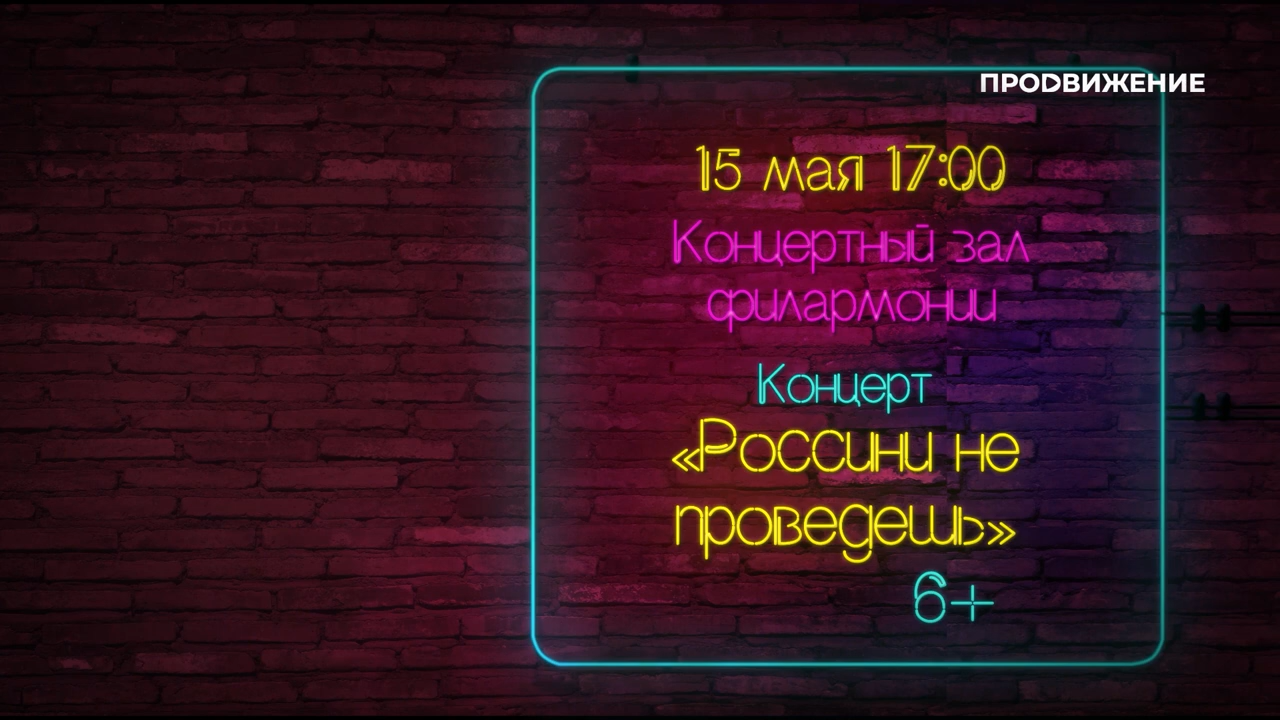 ПРОДВИЖЕНИЕ
15 мая 17:00
Концертный зал
филармонии
Концерт
«Россини не
проведешь»
6+